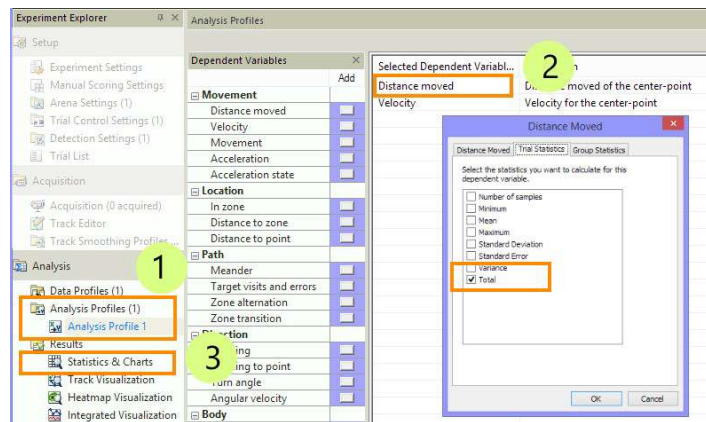 Experiment Explorer
Setup
Experiment Settings
Manual Scoring Settings
Arena Settings (1)
Trial Control Settings (1)
Detection Settings (1)
Trial List
Acquisition
Acquisition (0 acquired)
Track Editor
Track Smoothing Profiles ...
Analysis
1
Data Profiles (1)
Analysis Profiles (1)
Analysis Profile 1
Results
Statistics & Charts
3
Track Visualization
Heatmap Visualization
Integrated Visualization
Analysis Profiles
Dependent Variables
Add
Movement
Distance moved
Velocity
Movement
Acceleration
Acceleration state
Location
In zone
Distance to zone
Distance to point
Path
Meander
Target visits and errors
Zone alternation
Zone transition
to point
Turn angle
Angular velocity
Body
Selected Dependent Variabl...
2
Distance moved
moved of the center-point
Velocity
Velocity for the center-point
Distance Moved
Distance Moved Trial Statistics Group Statistics
Select the statistics you want to calculate for this
dependent variable.
Number of samples
Minimum
Mean
Maximum
Standard Deviation
Standard Error
Variance
Total
OK Cancel